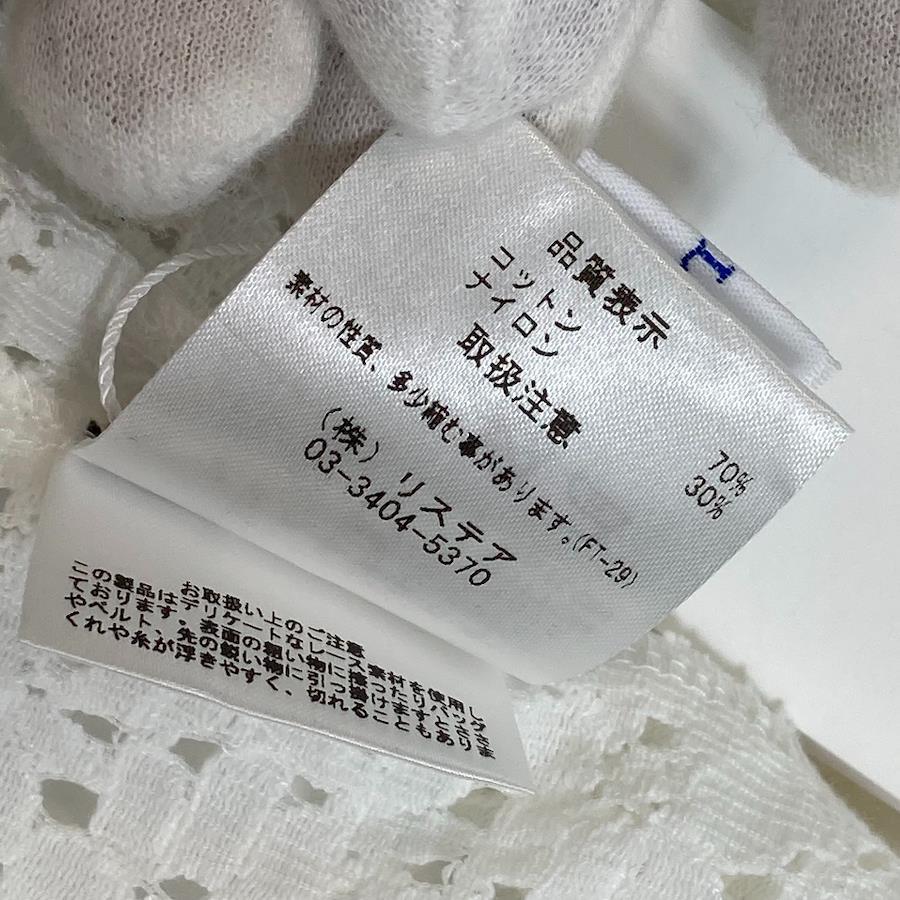 品質表示
コットン 70%
ナイロン 30%
取扱注意
素材の性質、多少縮む事があります。(FT-29)
(株) リステア
03-3404-5370
お取扱い上のご注意
この製品はデリケートなレース素材を使用し
ております。表面の粗い物に擦ったりバッグ
やベルト、先の鋭い物に引っ掛けますとささ
くれや糸が浮きやすく、切れることもあり
ま